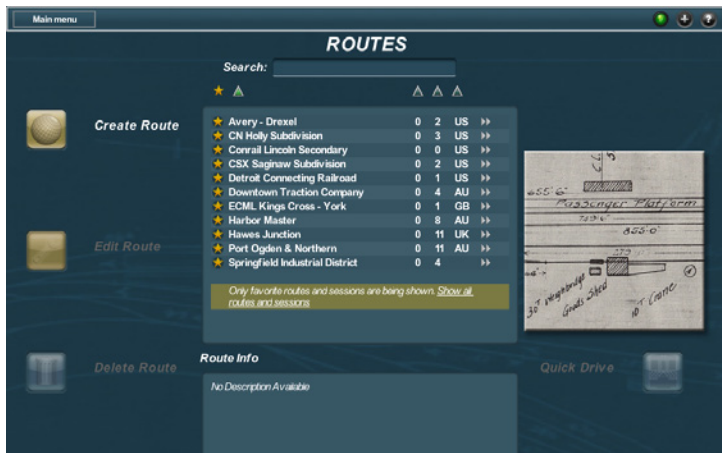 Main menu
ROUTES
Search:
Create Route
Edit Route
Delete Route
Avery - Drexel 0 2 US
CN Holly Subdivision 0 3 US
Conrail Lincoln Secondary 0 0 US
CSX Saginaw Subdivision 0 2 US
Detroit Connecting Railroad 0 1 US
Downtown Traction Company 0 4 AU
ECML Kings Cross - York 0 1 GB
Harbor Master 0 8 AU
Hawes Junction 0 11 UK
Port Ogden & Northern 0 11 AU
Springfield Industrial District 0 4
Only favorite routes and sessions are being shown. Show all
routes and sessions
655'6"
Passenger Platform
855'0"
30T Weighbridge
Goods Shed
10T Crane
Route Info
No Description Available
Quick Drive